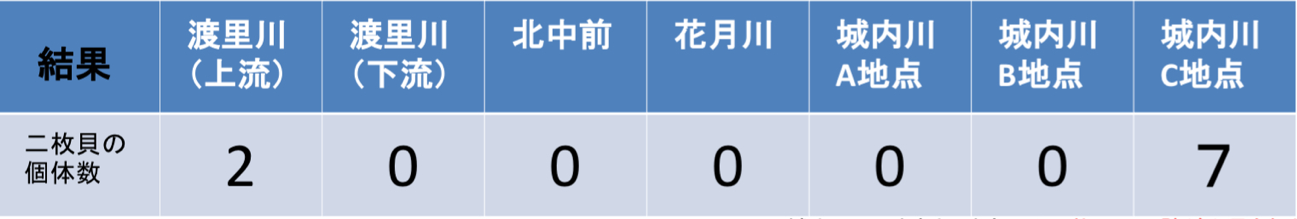 結果
渡里川
（上流）
渡里川
（下流）
北中前
花月川
城内川
A地点
城内川
B地点
城内川
C地点
二枚貝の
個体数
2
0
0
0
0
0
7